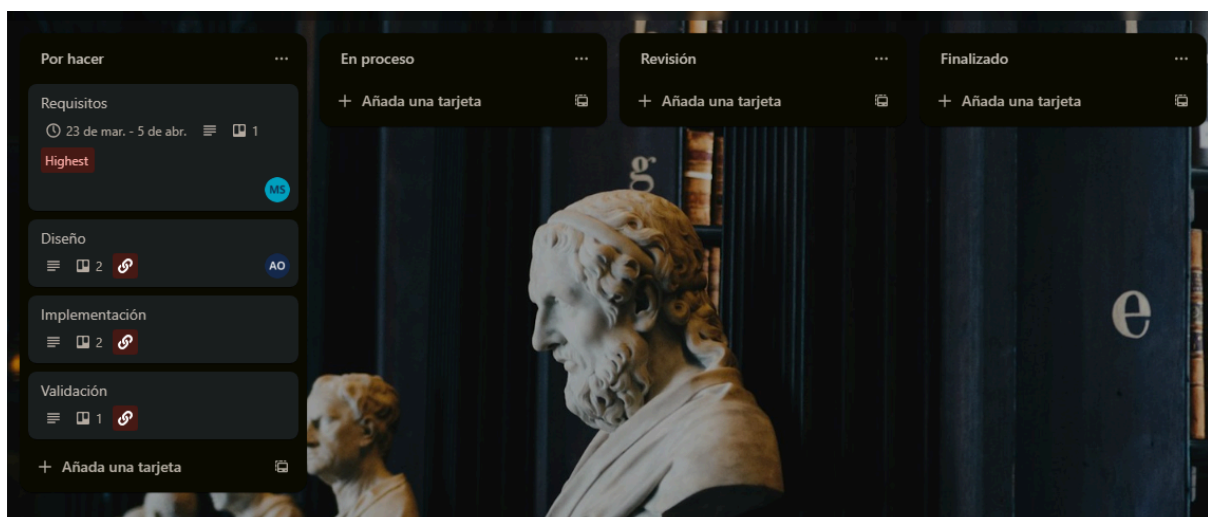 Por hacer
Requisitos
23 de mar. - 5 de abr. 1
Highest
MS
Diseño
2
AO
Implementación
2
Validación
1
+ Añada una tarjeta
En proceso
+ Añada una tarjeta
Revisión
+ Añada una tarjeta
Finalizado
+ Añada una tarjeta
g
e